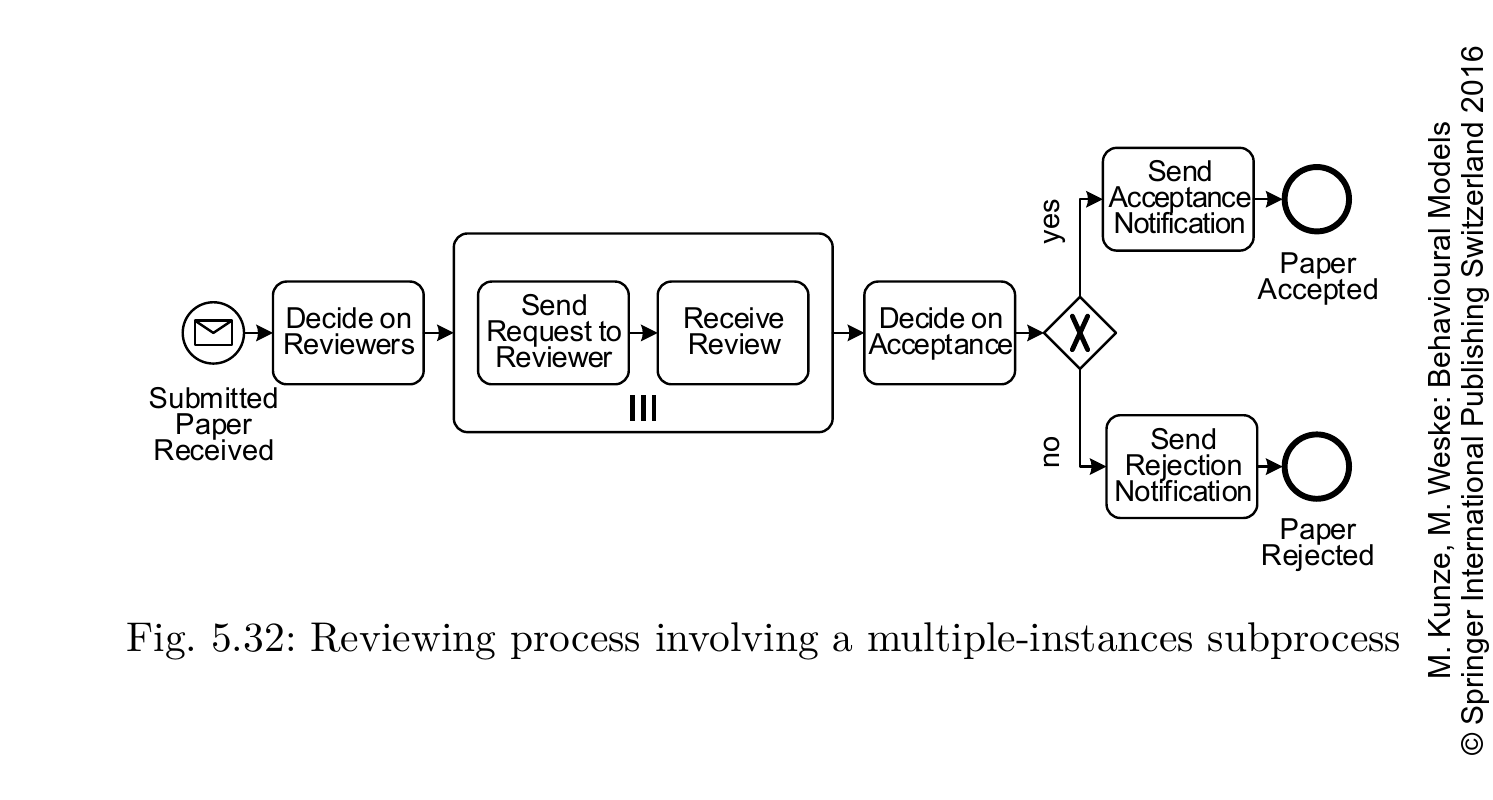 Submitted
Paper
Received
Decide on
Reviewers
Send
Request to
Reviewer
Receive
Review
Decide on
Acceptance
X
yes
Send
Acceptance
Notification
Paper
Accepted
no
Send
Rejection
Notification
Paper
Rejected
Fig. 5.32: Reviewing process involving a multiple-instances subprocess
M. Kunze, M. Weske: Behavioural Models
© Springer International Publishing Switzerland 2016